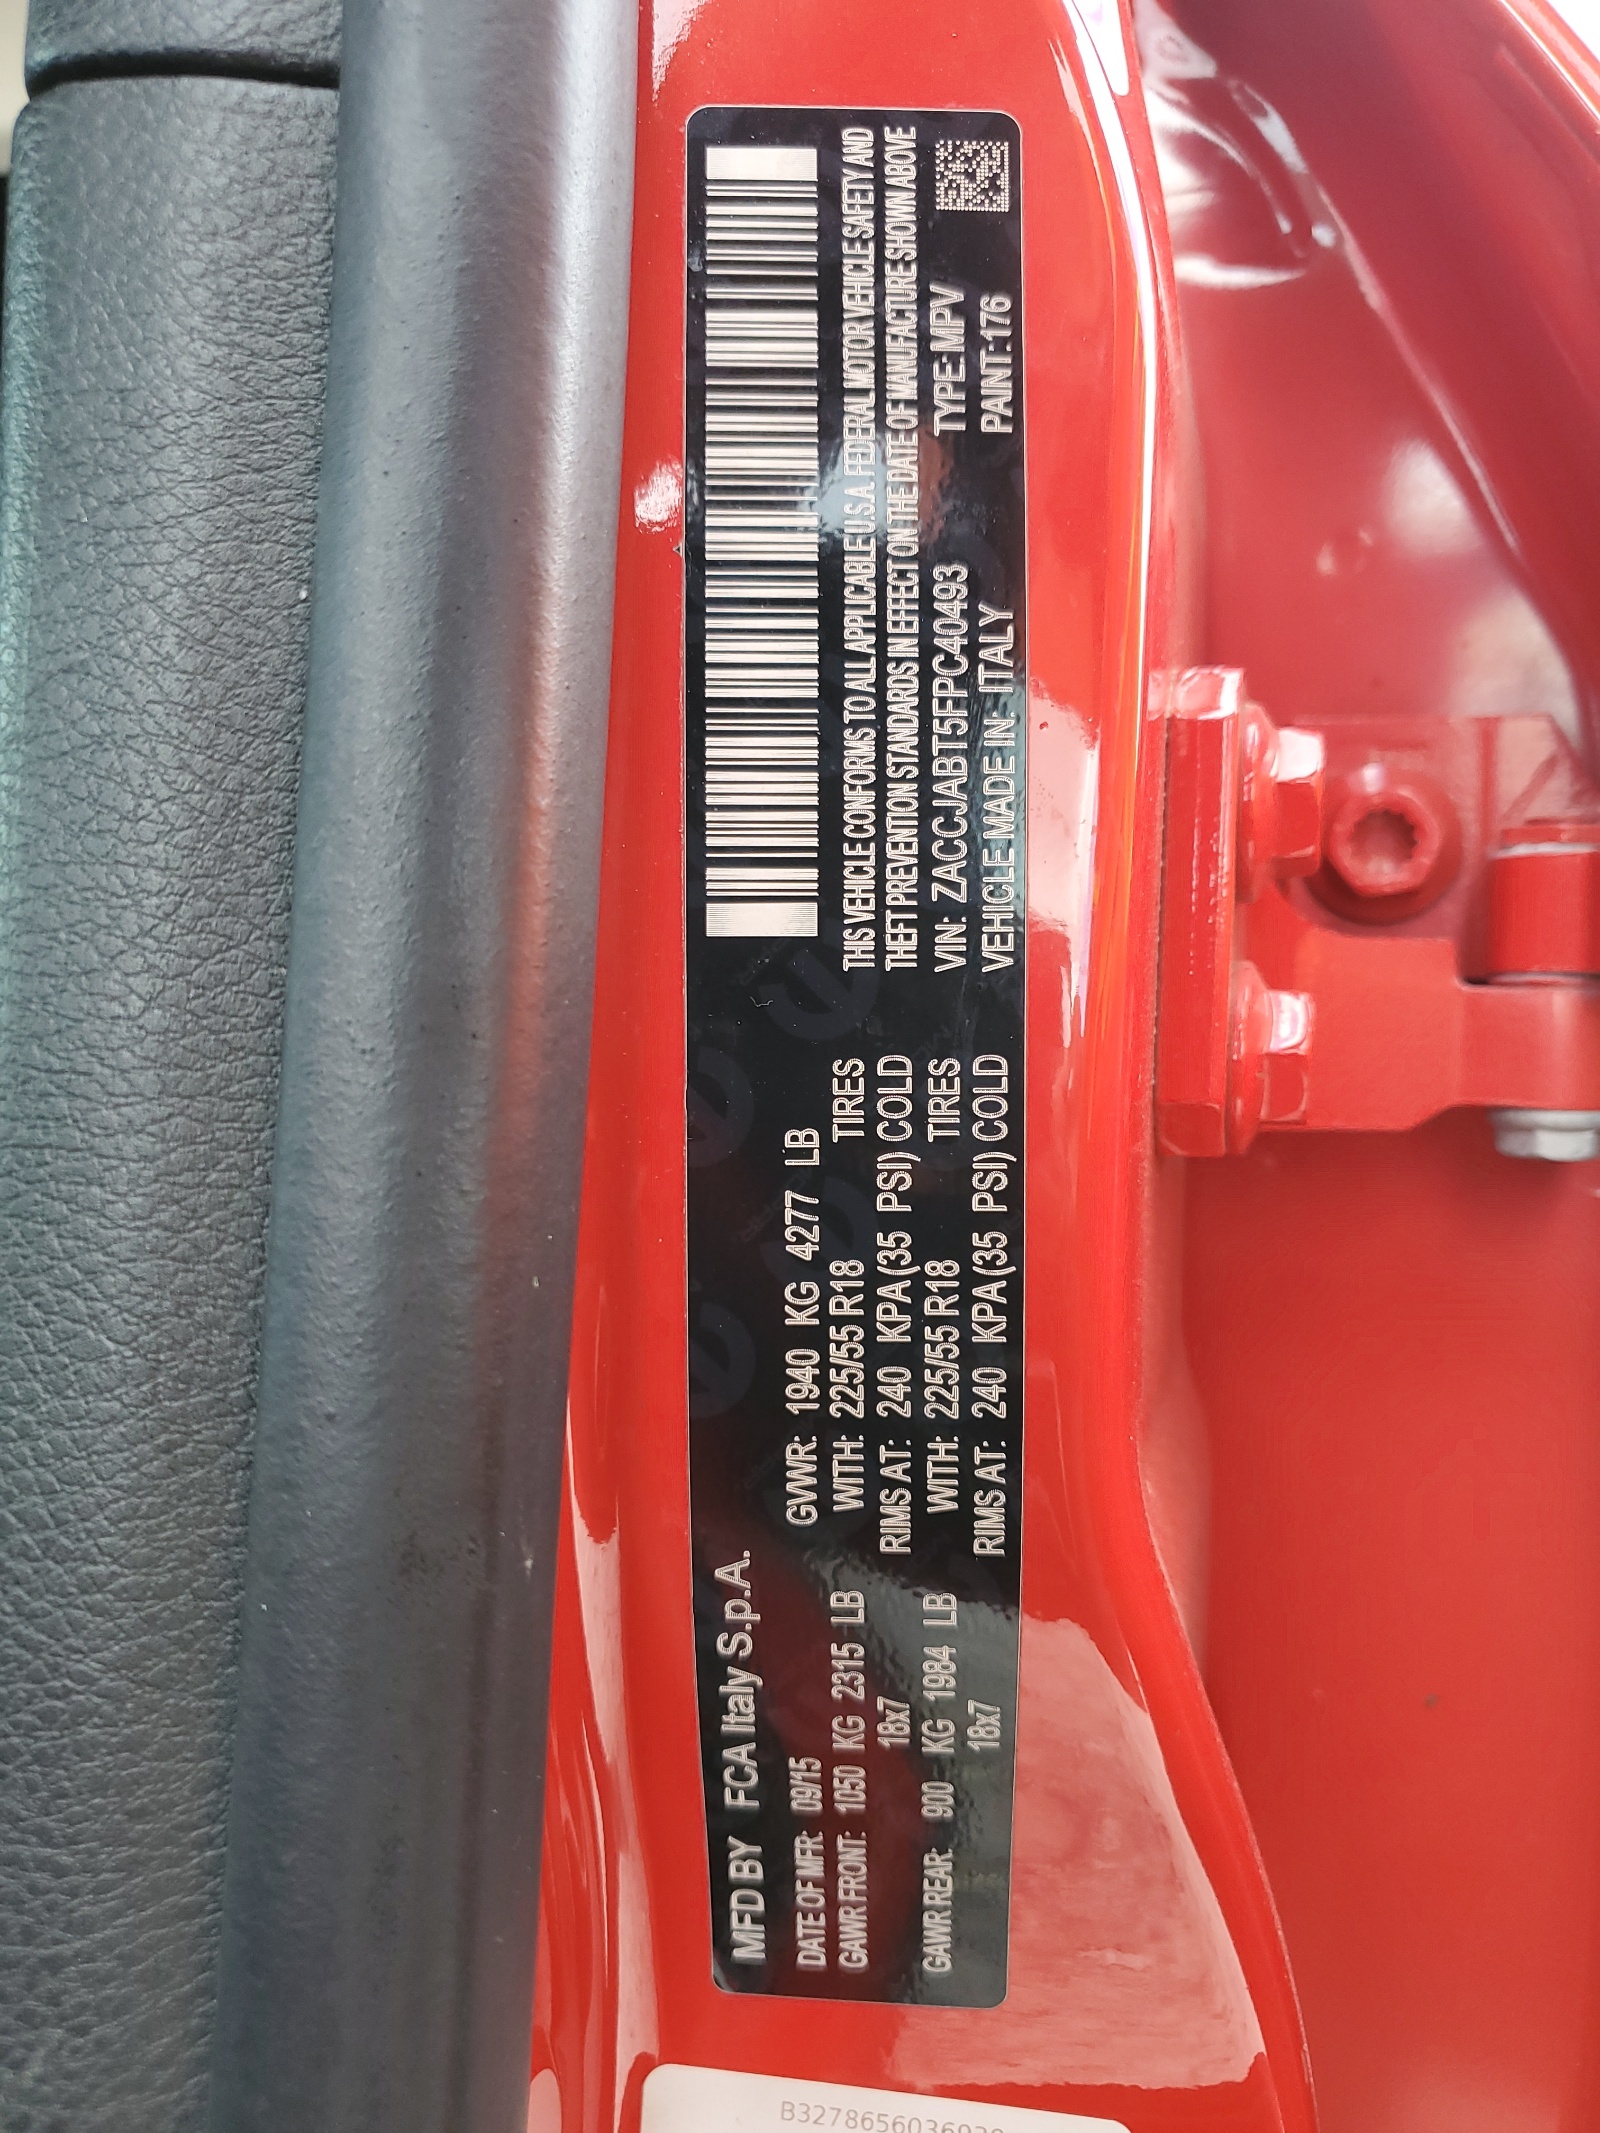 MFD BY FCA Italy S.p.A.
DATE OF MFR: 09/15 GVWR: 1940 KG 4277 LB
GAWR FRONT: 1050 KG 2315 LB WITH: 225/55 R18 TIRES
18x7 RIMS AT: 240 KPA(35 PSI) COLD
GAWR REAR: 900 KG 1984 LB WITH: 225/55 R18 TIRES
18x7 RIMS AT: 240 KPA(35 PSI) COLD
THIS VEHICLE CONFORMS TO ALL APPLICABLE U.S.A. FEDERAL MOTOR VEHICLE SAFETY AND
THEFT PREVENTION STANDARDS IN EFFECT ON THE DATE OF MANUFACTURE SHOWN ABOVE
VIN: ZACCJABT5FPC40493 TYPE:MPV
VEHICLE MADE IN: ITALY PAINT:176